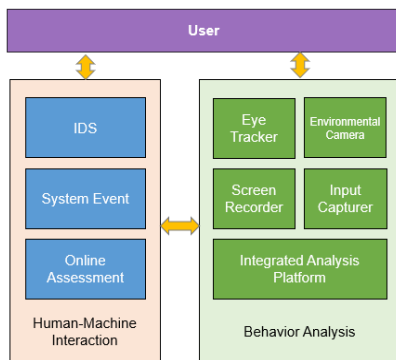 User
IDS
System Event
Online
Assessment
Human-Machine
Interaction
Eye
Tracker
Environmental
Camera
Screen
Recorder
Input
Capturer
Integrated Analysis
Platform
Behavior Analysis